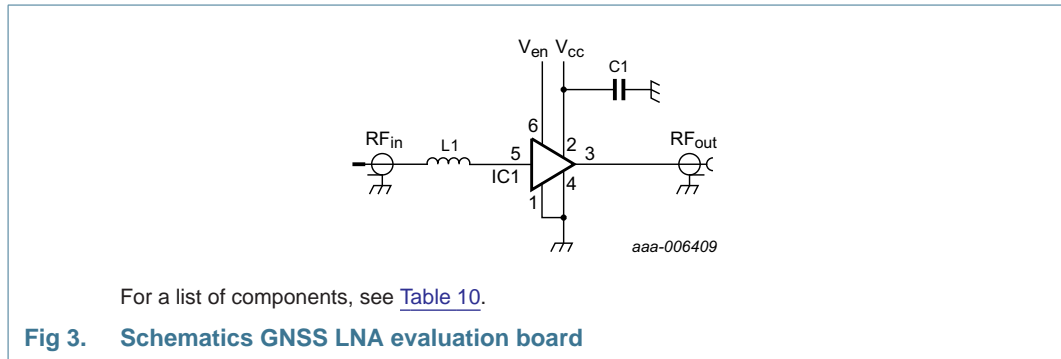 Ven Vcc
C1
6
RFin L1 5 2 3 RFout
IC1
1 4
aaa-006409
For a list of components, see Table 10.
Fig 3. Schematics GNSS LNA evaluation board